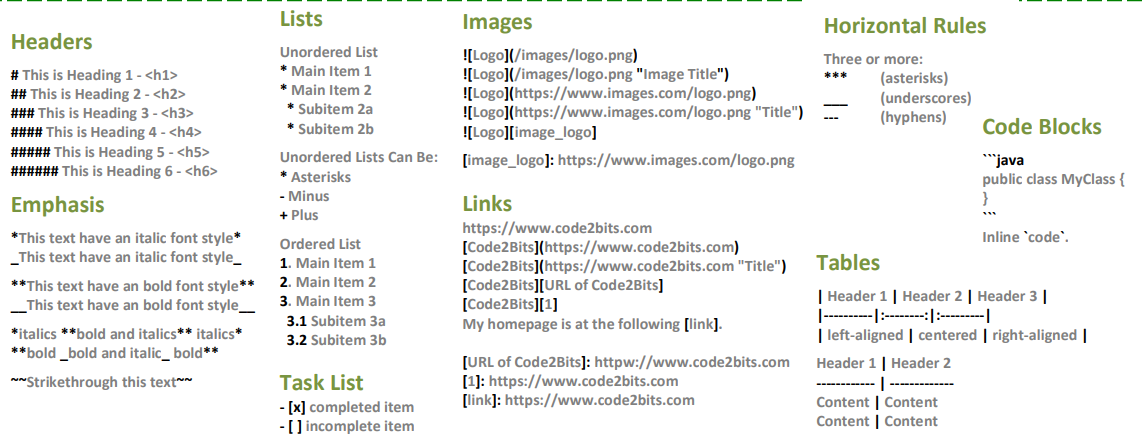 Headers
# This is Heading 1 - <h1>
## This is Heading 2 - <h2>
### This is Heading 3 - <h3>
#### This is Heading 4 - <h4>
##### This is Heading 5 - <h5>
###### This is Heading 6 - <h6>
Emphasis
*This text have an italic font style*
_This text have an italic font style_
**This text have an bold font style**
__This text have an bold font style__
*italics **bold and italics** italics*
**bold _bold and italic_ bold**
~~Strikethrough this text~~
Lists
Unordered List
* Main Item 1
* Main Item 2
  * Subitem 2a
  * Subitem 2b
Unordered Lists Can Be:
* Asterisks
- Minus
+ Plus
Ordered List
1. Main Item 1
2. Main Item 2
3. Main Item 3
  3.1 Subitem 3a
  3.2 Subitem 3b
Task List
- [x] completed item
- [ ] incomplete item
Images
![Logo](/images/logo.png)
![Logo](/images/logo.png "Image Title")
![Logo](https://www.images.com/logo.png)
![Logo](https://www.images.com/logo.png "Title")
![Logo][image_logo]
[image_logo]: https://www.images.com/logo.png
Links
https://www.code2bits.com
[Code2Bits](https://www.code2bits.com)
[Code2Bits](https://www.code2bits.com "Title")
[Code2Bits][URL of Code2Bits]
[Code2Bits][1]
My homepage is at the following [link].
[URL of Code2Bits]: httpw://www.code2bits.com
[1]: https://www.code2bits.com
[link]: https://www.code2bits.com
Horizontal Rules
Three or more:
*** (asterisks)
___ (underscores)
--- (hyphens)
Code Blocks
```java
public class MyClass {
}
```
Inline `code`.
Tables
| Header 1 | Header 2 | Header 3 |
|----------|:--------:|:---------|
| left-aligned | centered | right-aligned |
Header 1 | Header 2
------------ | -------------
Content | Content
Content | Content